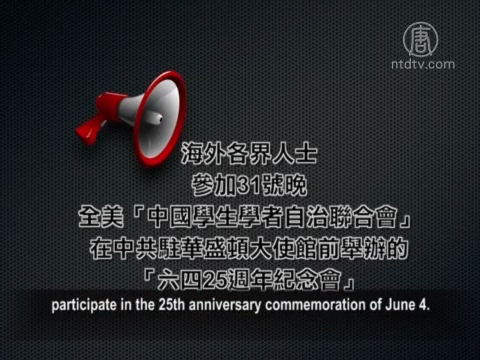 唐
ntdtv.com
海外各界人士
參加31號晚
全美「中國學生學者自治聯合會」
在中共駐華盛頓大使館前舉辦的
「六四25週年紀念會」
participate in the 25th anniversary commemoration of June 4.